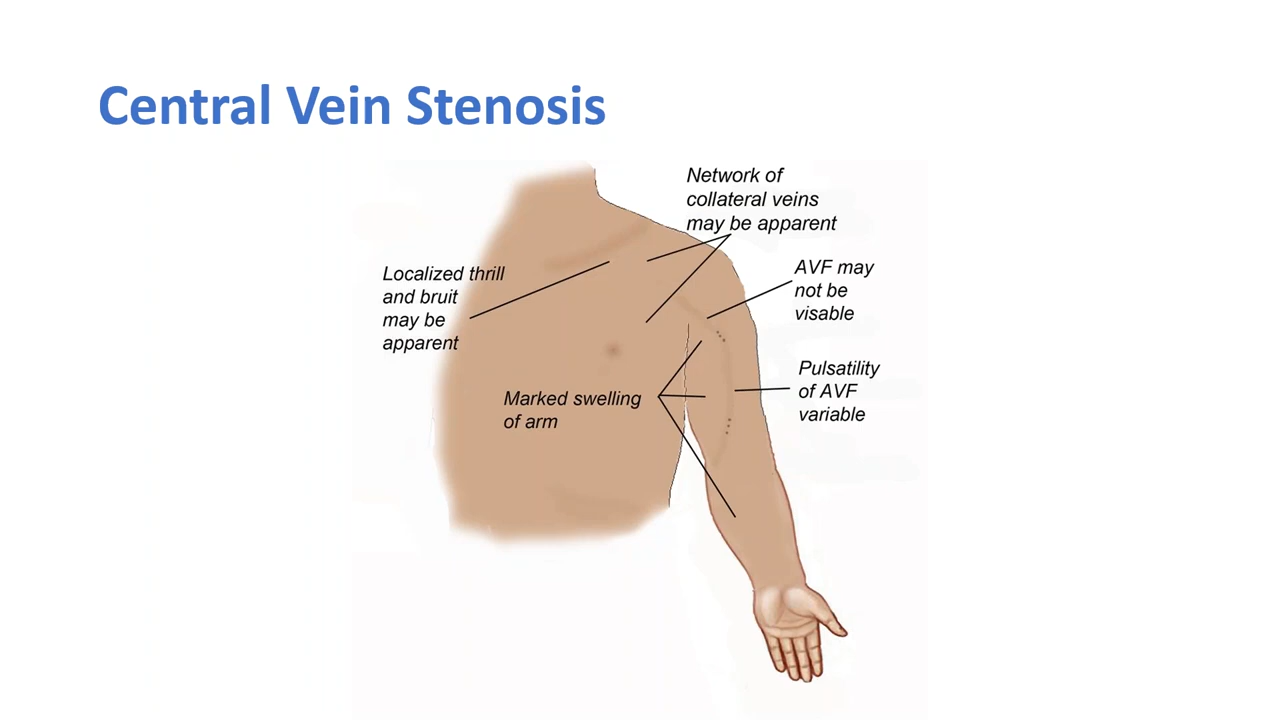 Central Vein Stenosis
Network of
collateral veins
may be apparent
Localized thrill
and bruit
may be
apparent
AVF may
not be
visable
Pulsatility
of AVF
variable
Marked swelling
of arm